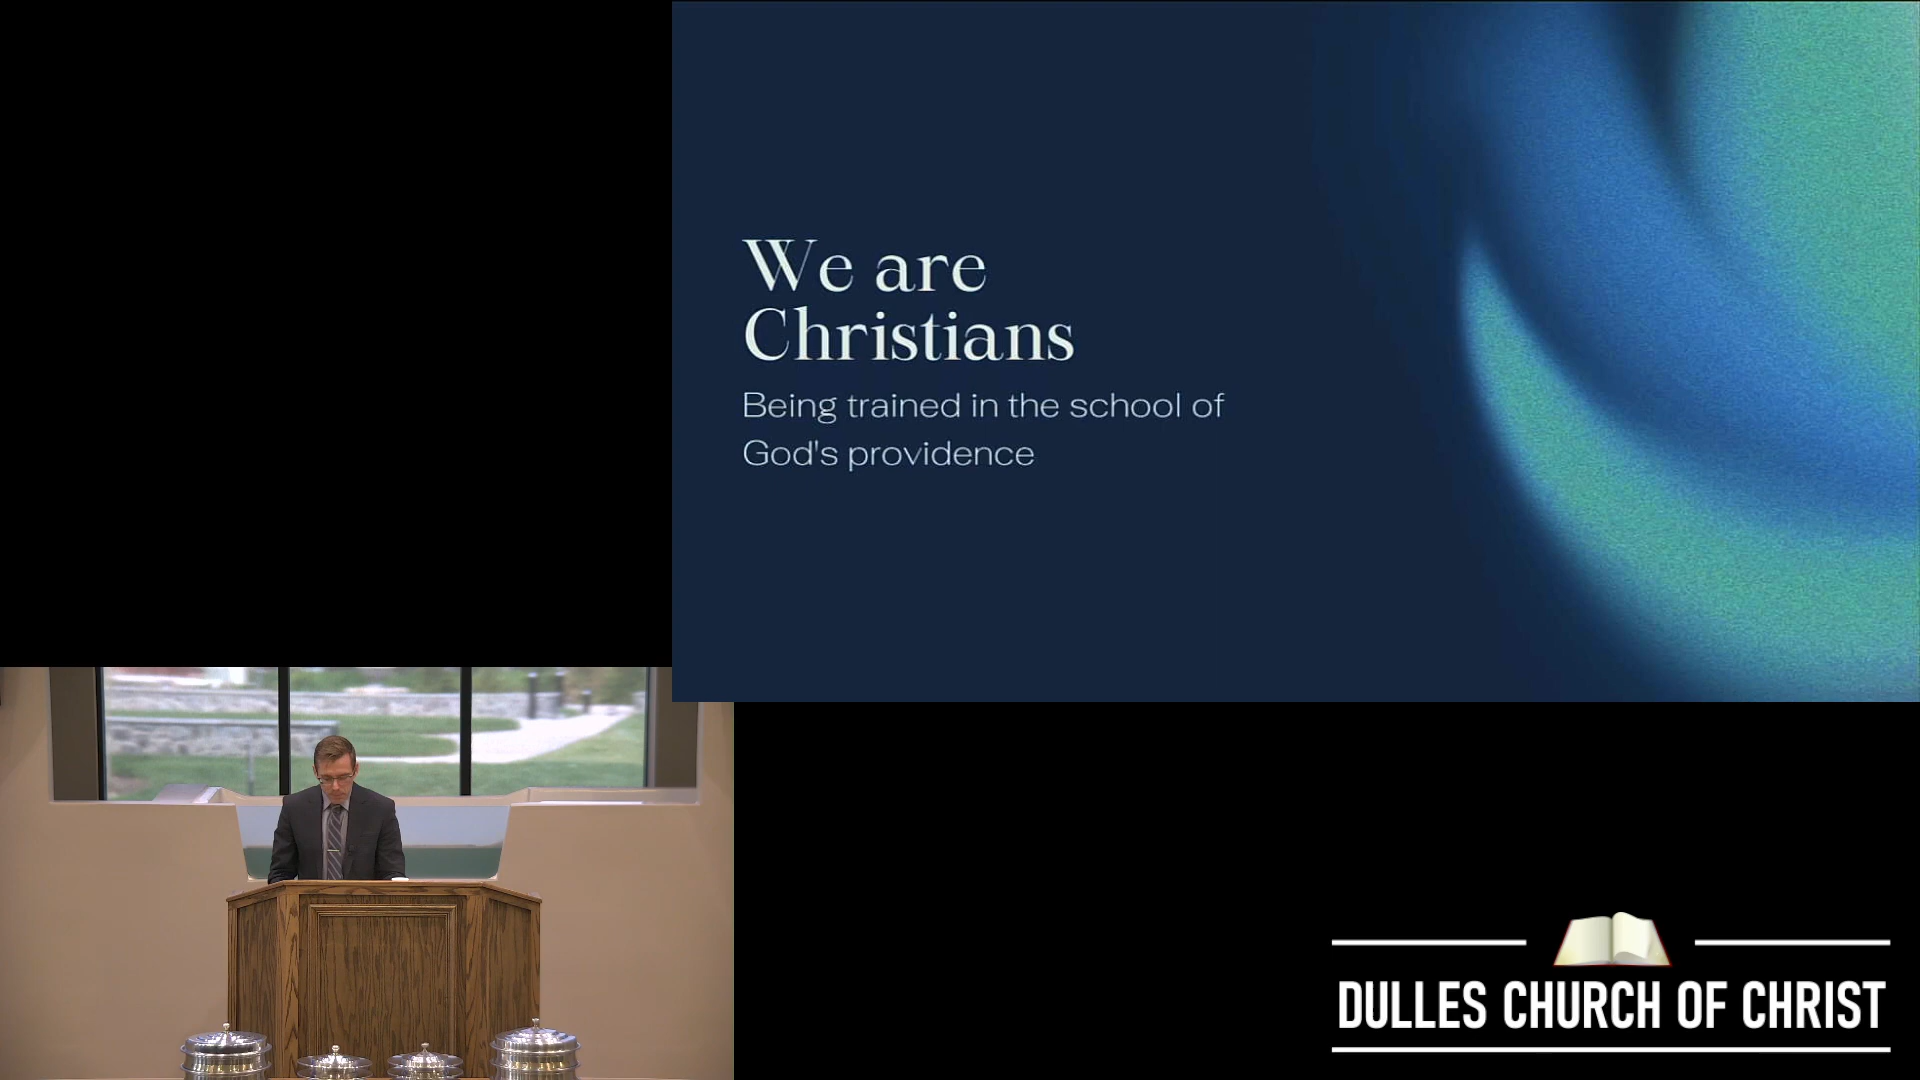 We are
Christians
Being trained in the school of
God's providence
DULLES CHURCH OF CHRIST